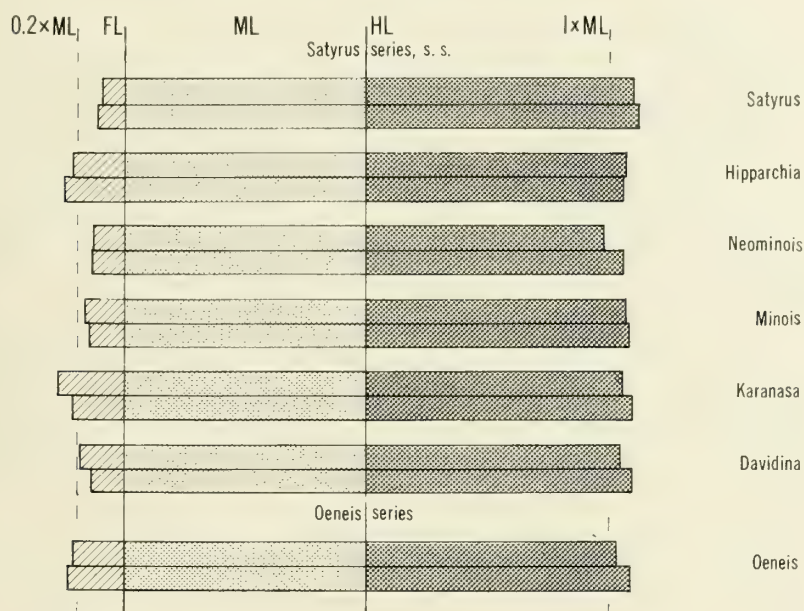 0.2×ML FL ML HL 1×ML
Satyrus series, s. s.
Satyrus
Hipparchia
Neominois
Minois
Karanasa
Davidina
Oeneis series
Oeneis